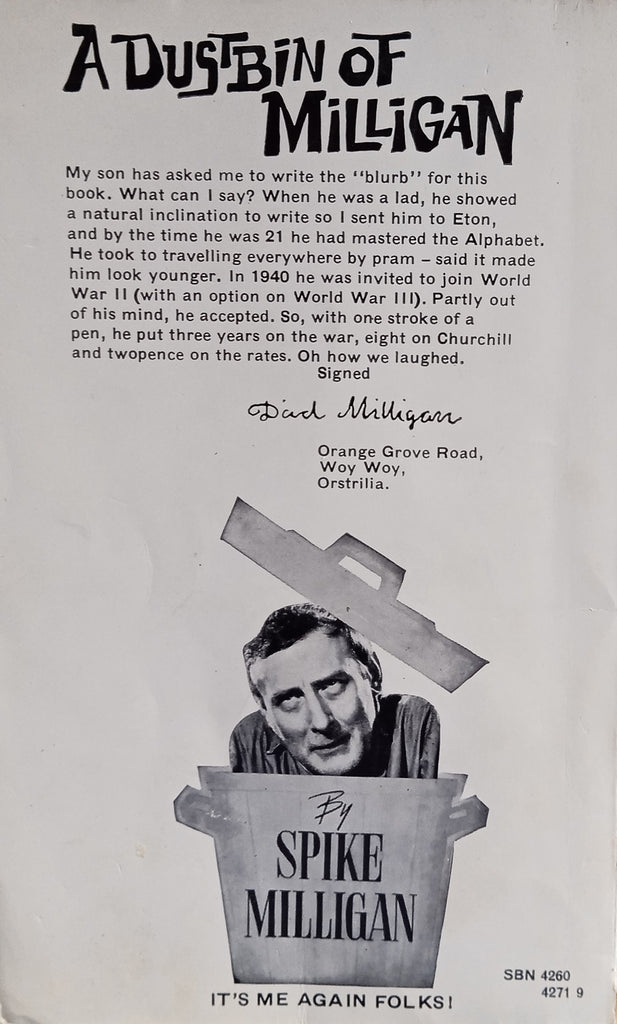 A DUSTBIN OF
MILLIGAN
My son has asked me to write the "blurb" for this
book. What can I say? When he was a lad, he showed
a natural inclination to write so I sent him to Eton,
and by the time he was 21 he had mastered the Alphabet.
He took to travelling everywhere by pram – said it made
him look younger. In 1940 he was invited to join World
War II (with an option on World War III). Partly out
of his mind, he accepted. So, with one stroke of a
pen, he put three years on the war, eight on Churchill
and twopence on the rates. Oh how we laughed.
Signed
Dad Milligan
Orange Grove Road,
Woy Woy,
Orstrilia.
By
SPIKE
MILLIGAN
IT'S ME AGAIN FOLKS!
SBN 4260
4271 9